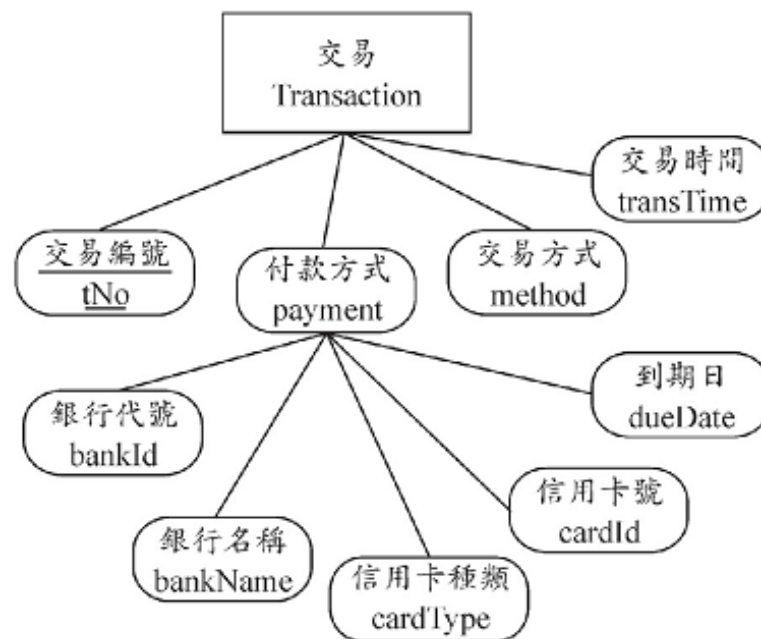 交易
Transaction
交易時間
transTime
交易編號
tNo
付款方式
payment
交易方式
method
到期日
dueDate
銀行代號
bankId
信用卡號
cardId
銀行名稱
bankName
信用卡種類
cardType